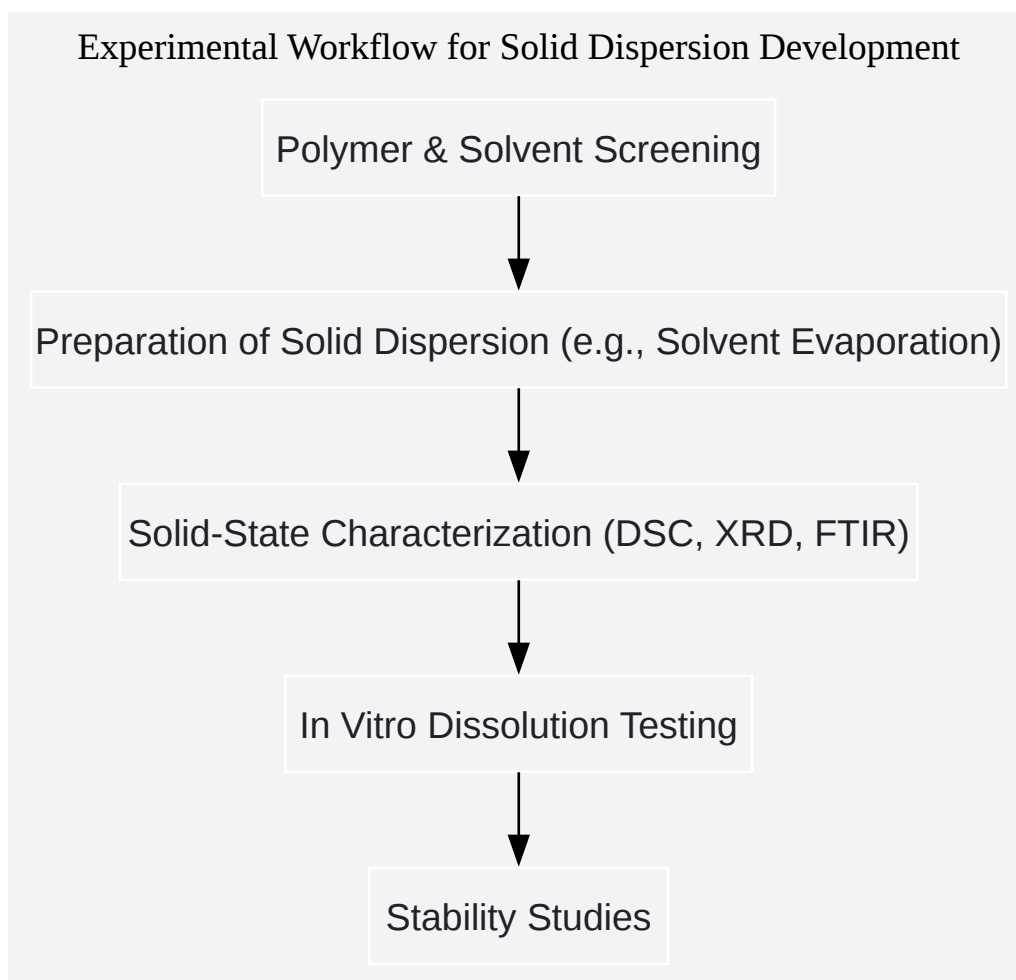 Experimental Workflow for Solid Dispersion Development
Polymer & Solvent Screening
Preparation of Solid Dispersion (e.g., Solvent Evaporation)
Solid-State Characterization (DSC, XRD, FTIR)
In Vitro Dissolution Testing
Stability Studies